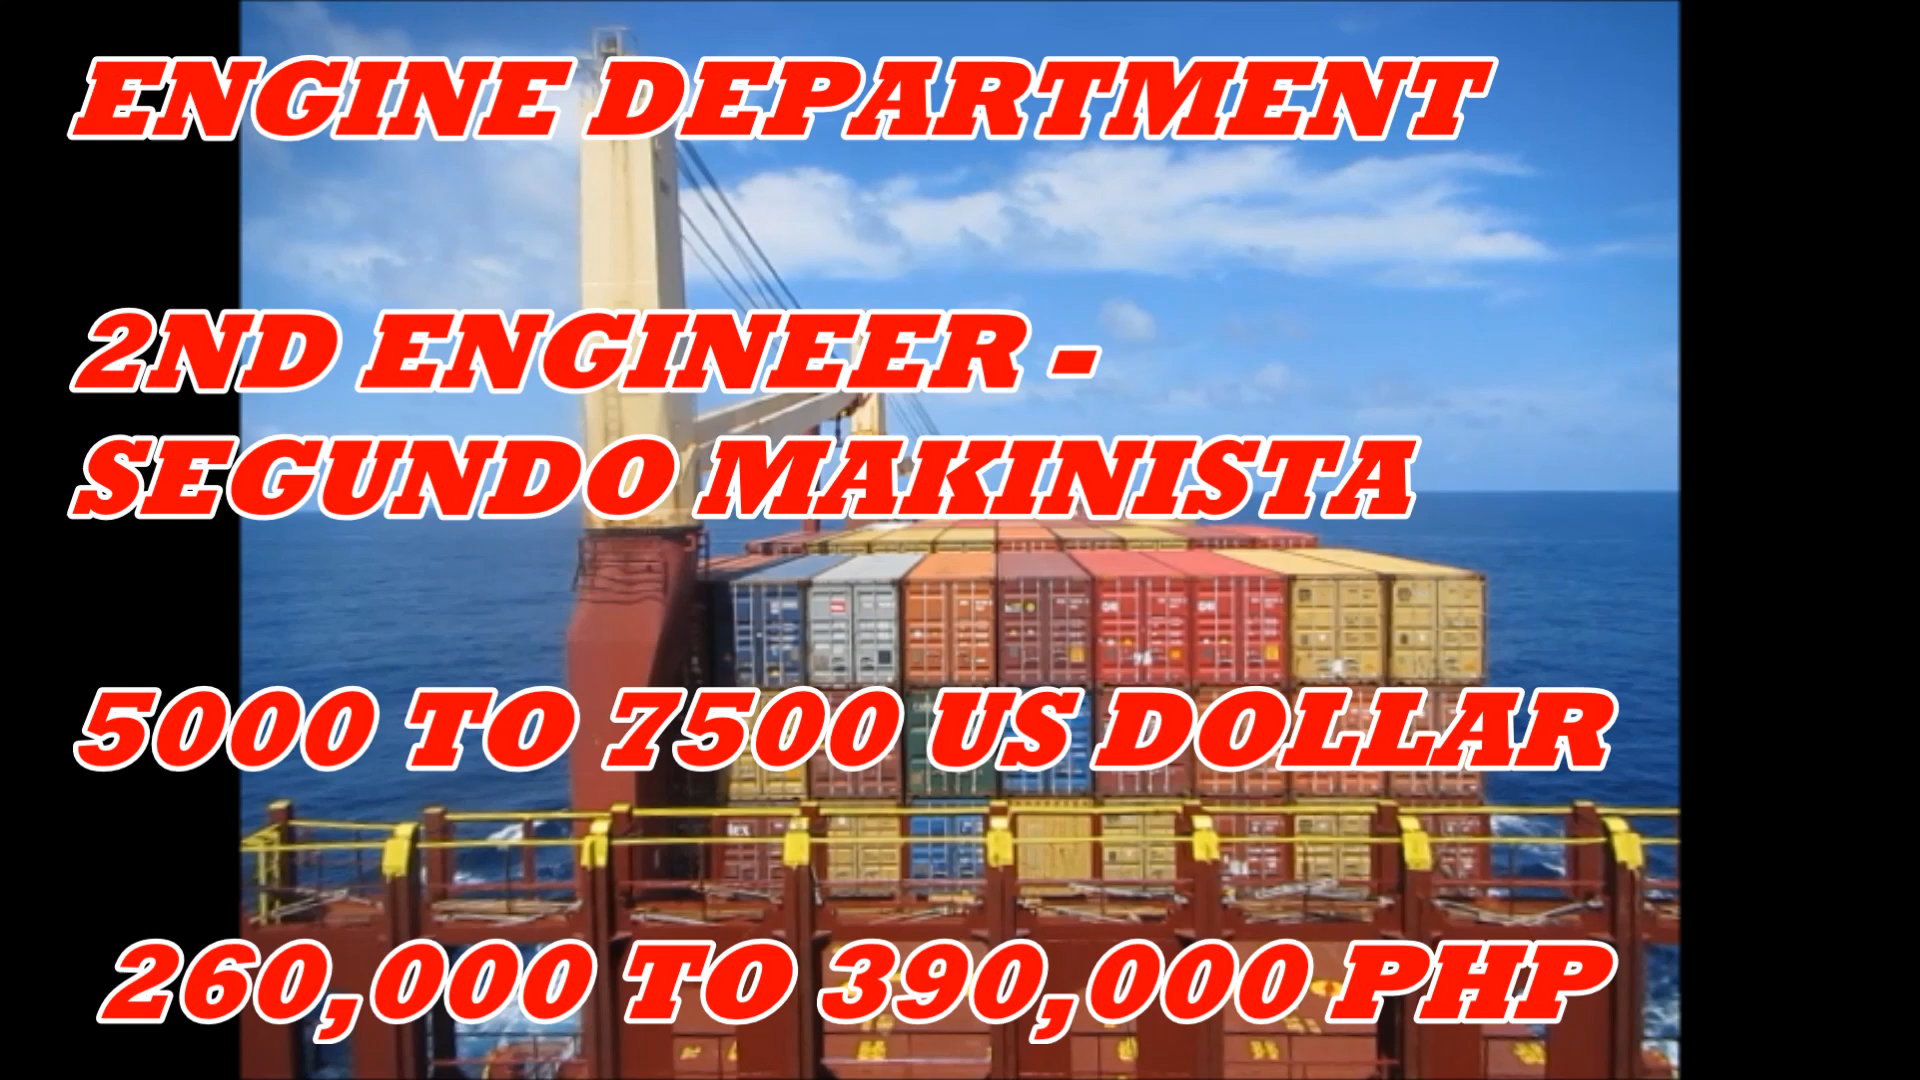 ENGINE DEPARTMENT
2ND ENGINEER -
SEGUNDO MAKINISTA
5000 TO 7500 US DOLLAR
260,000 TO 390,000 PHP